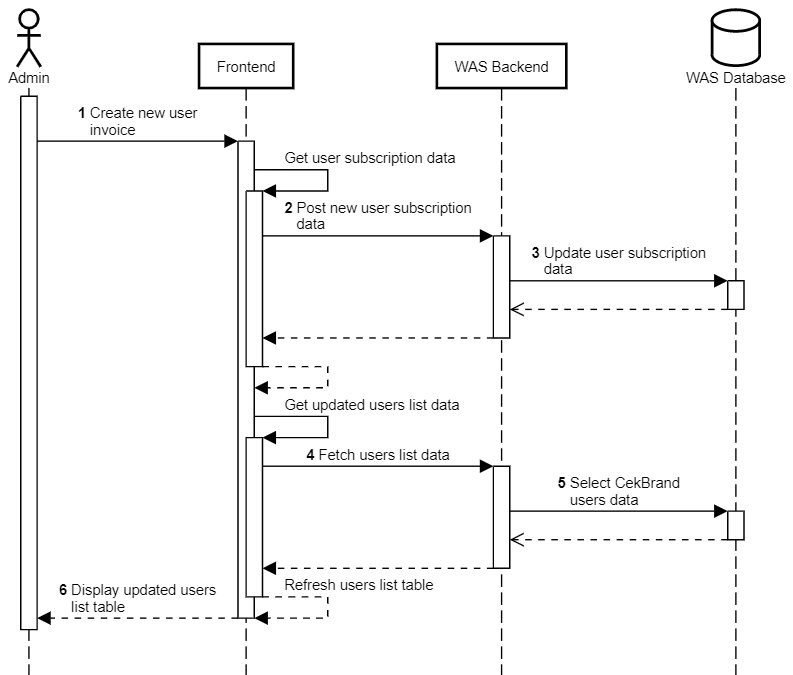 Admin
Frontend
WAS Backend
WAS Database
1 Create new user
invoice
Get user subscription data
2 Post new user subscription
data
3 Update user subscription
data
Get updated users list data
4 Fetch users list data
5 Select CekBrand
users data
Refresh users list table
6 Display updated users
list table